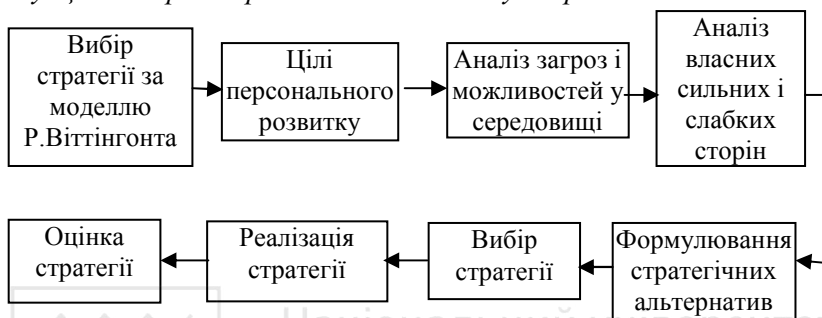 Вибір
стратегії за
моделлю
Р.Віттінгонта
Цілі
персонального
розвитку
Аналіз загроз і
можливостей у
середовищі
Аналіз
власних
сильних і
слабких
сторін
Оцінка
стратегії
Реалізація
стратегії
Вибір
стратегії
Формулювання
стратегічних
альтернатив